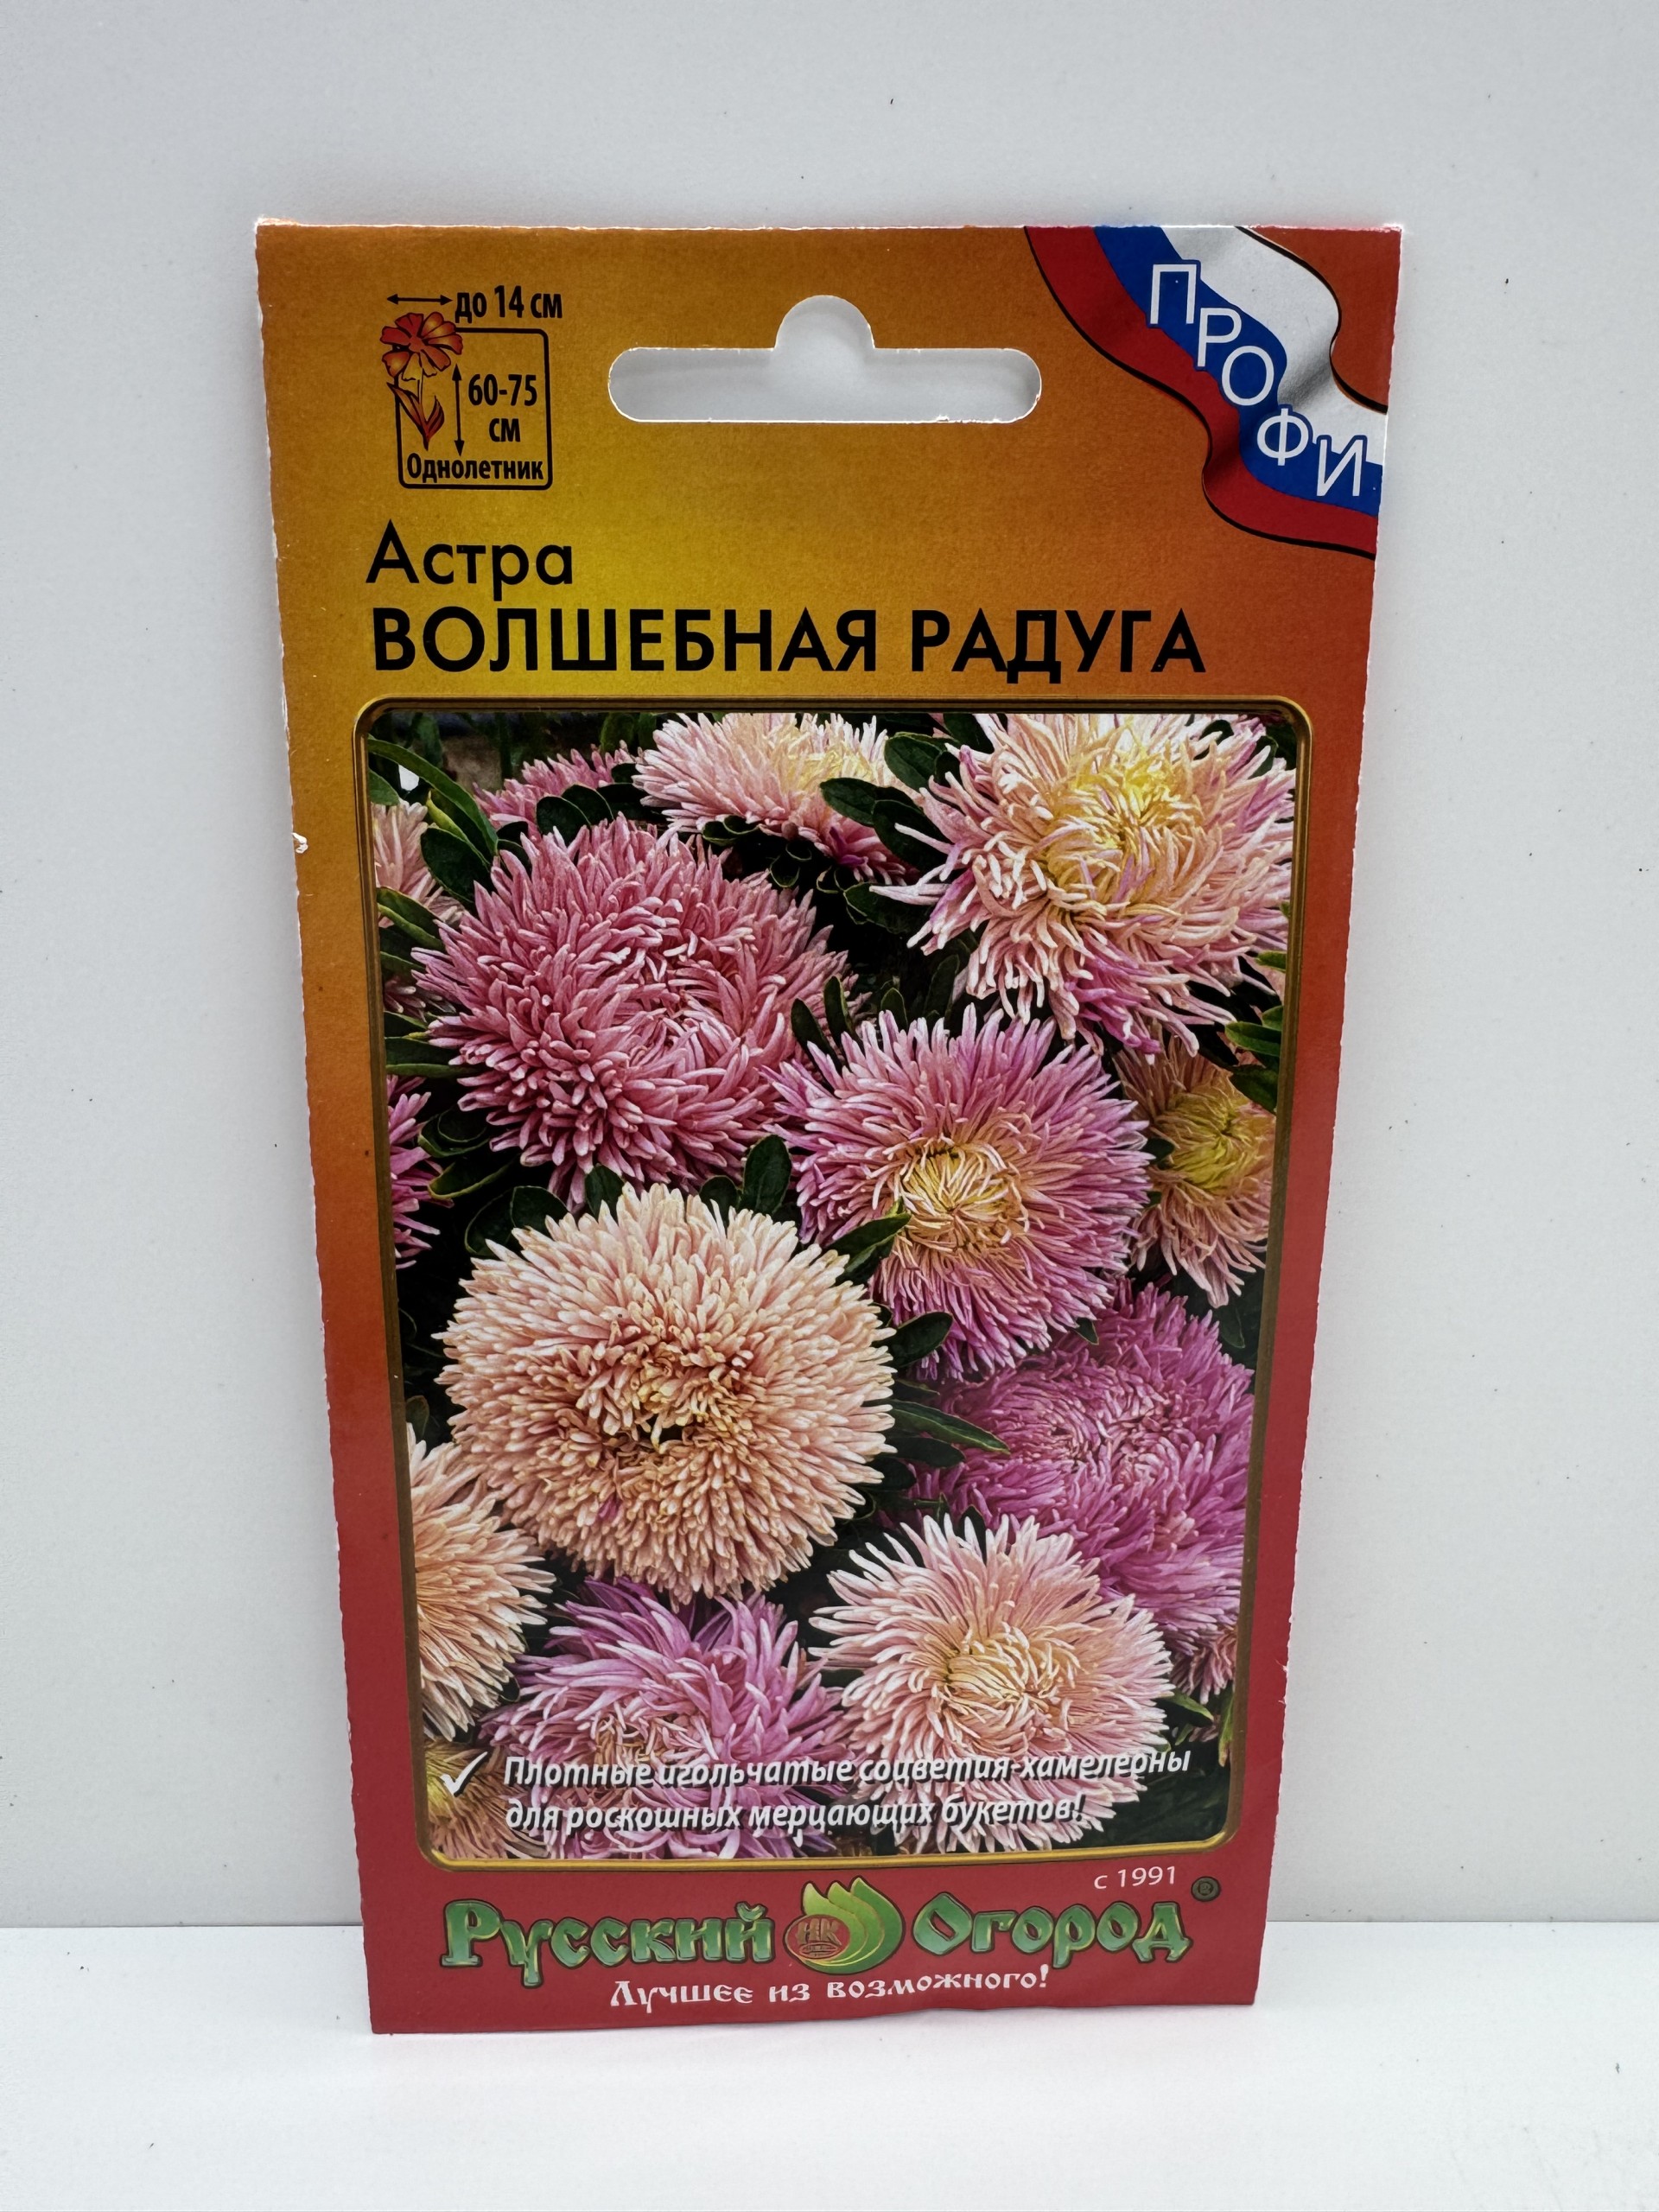 до 14 см
60-75
см
Однолетник
ПРОФИ
Астра
ВОЛШЕБНАЯ РАДУГА
Плотные игольчатые соцветия-хамелеоны
для роскошных мерцающих букетов!
с 1991
Русский НК Огород ®
Лучшее из возможного!